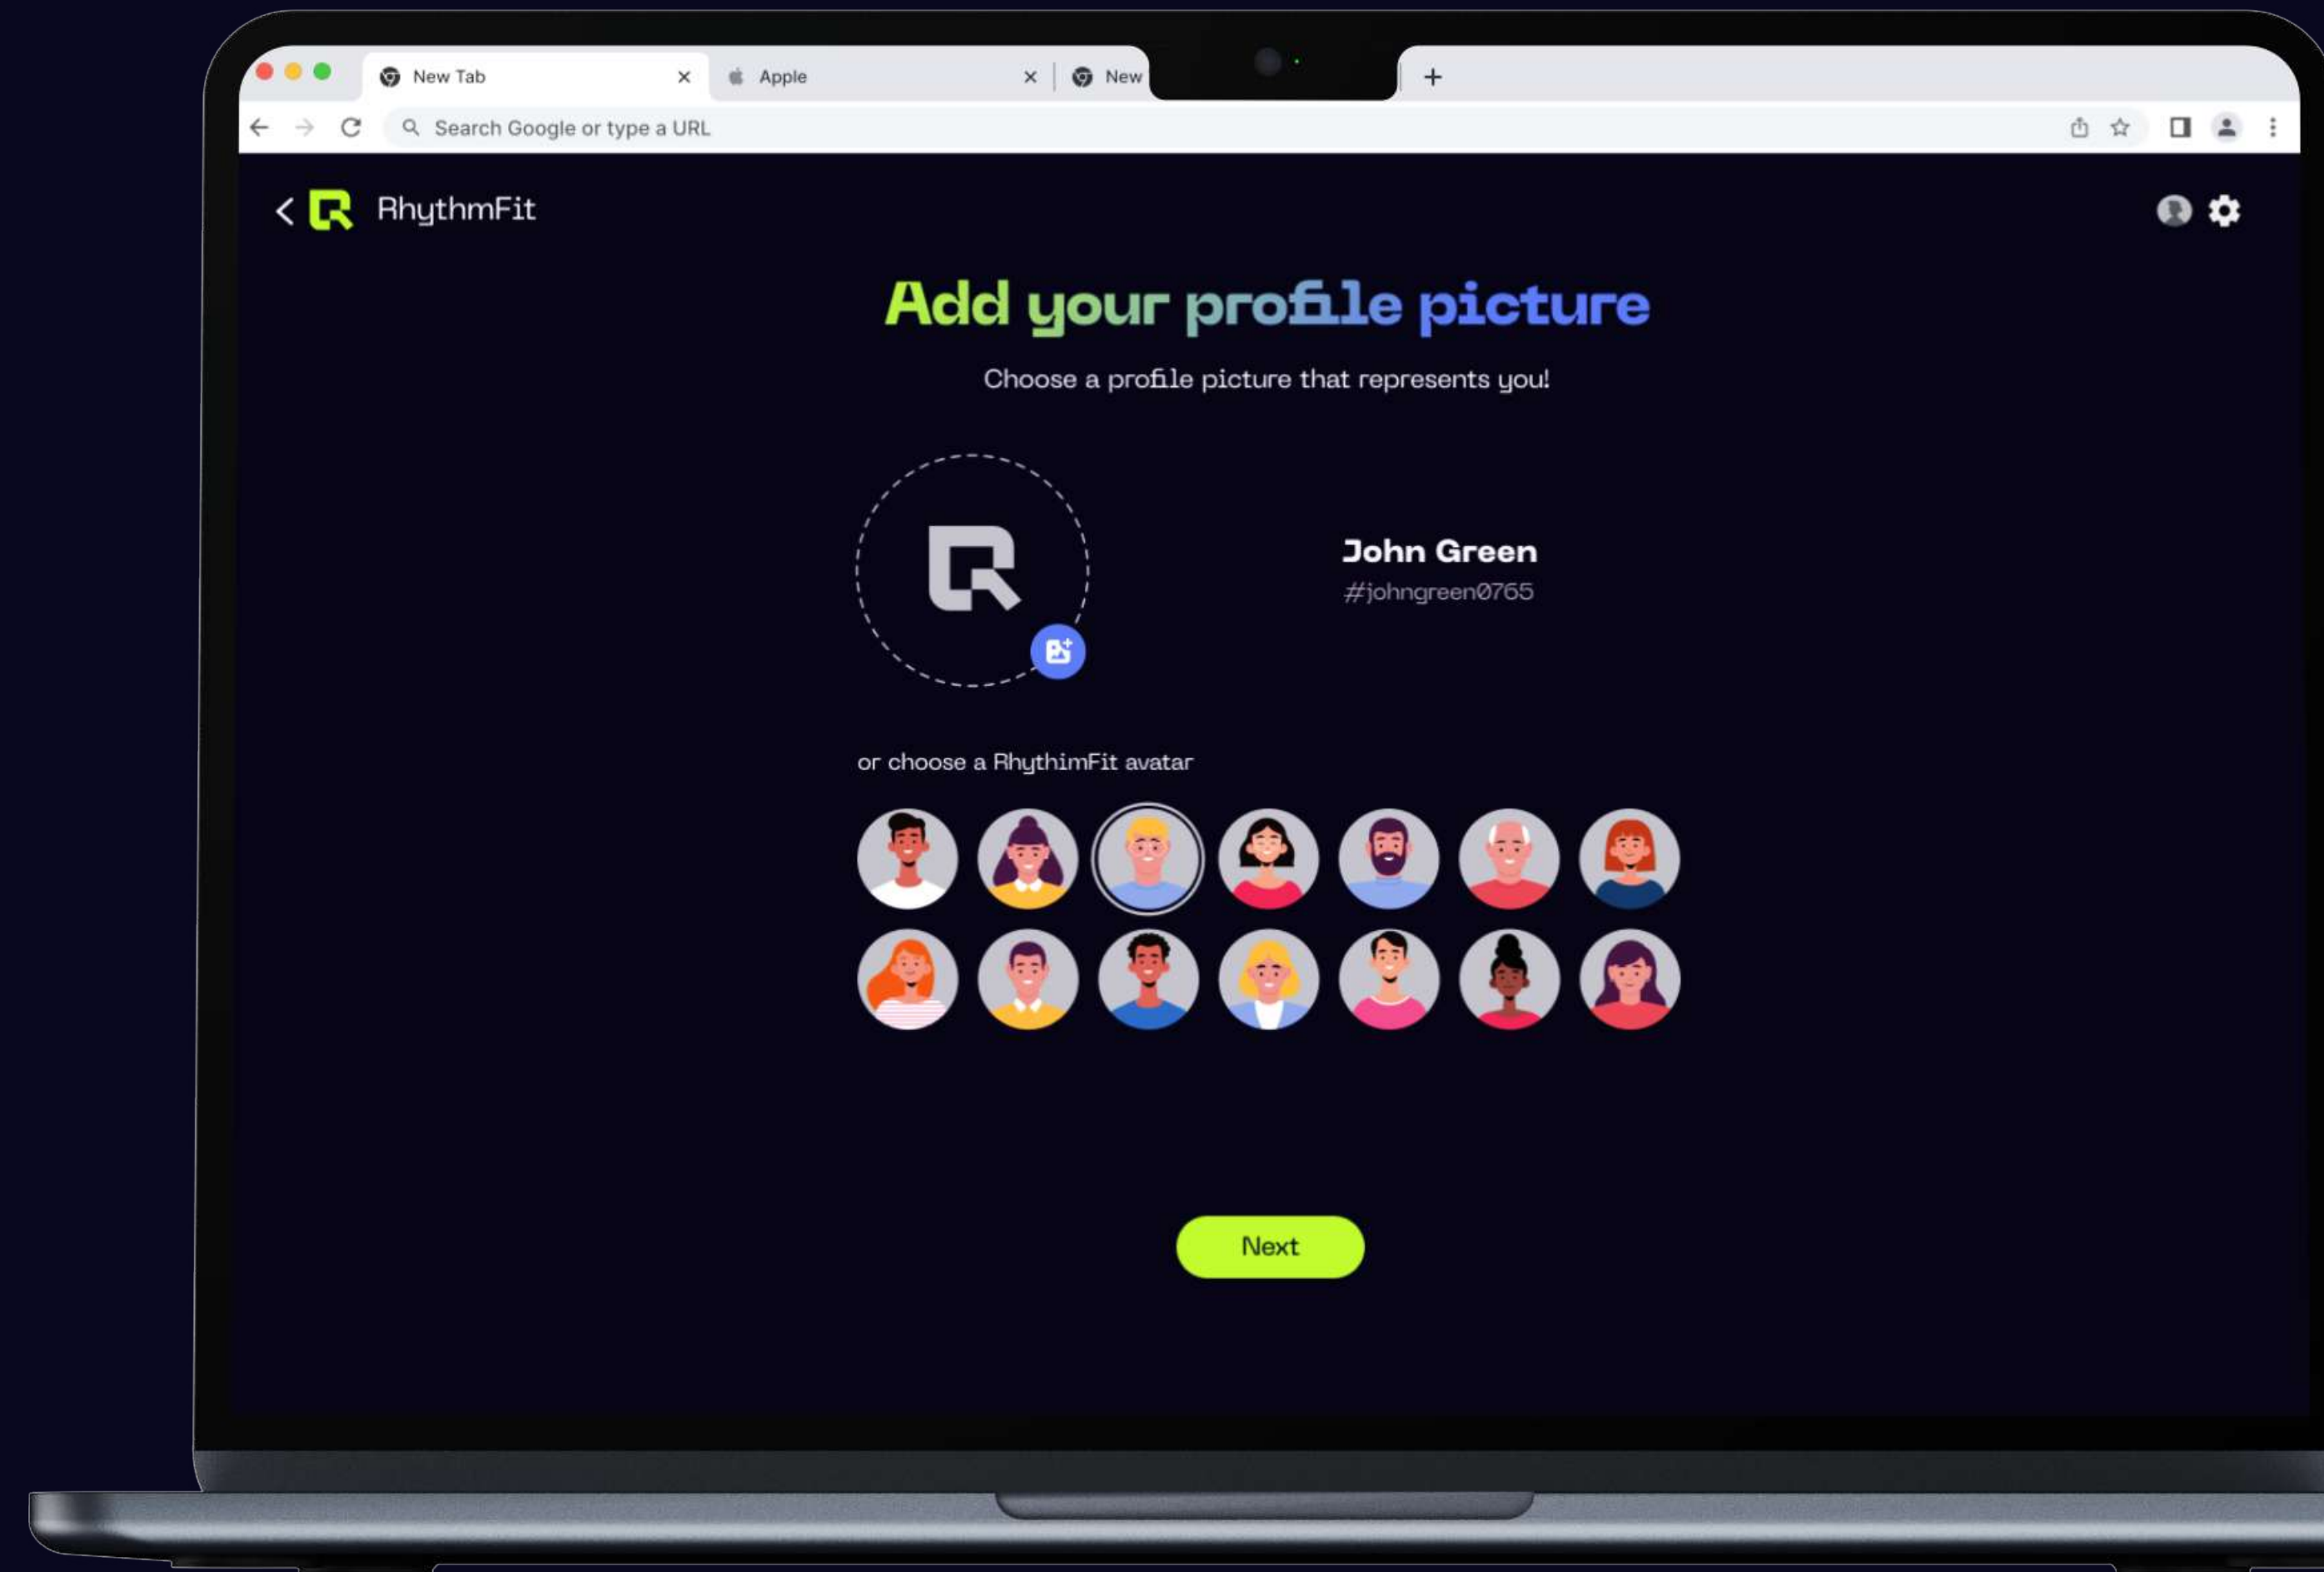 New Tab
Apple
New
Search Google or type a URL
RhythmFit
Add your profile picture
Choose a profile picture that represents you!
John Green
#johngreen0765
or choose a RhythimFit avatar
Next